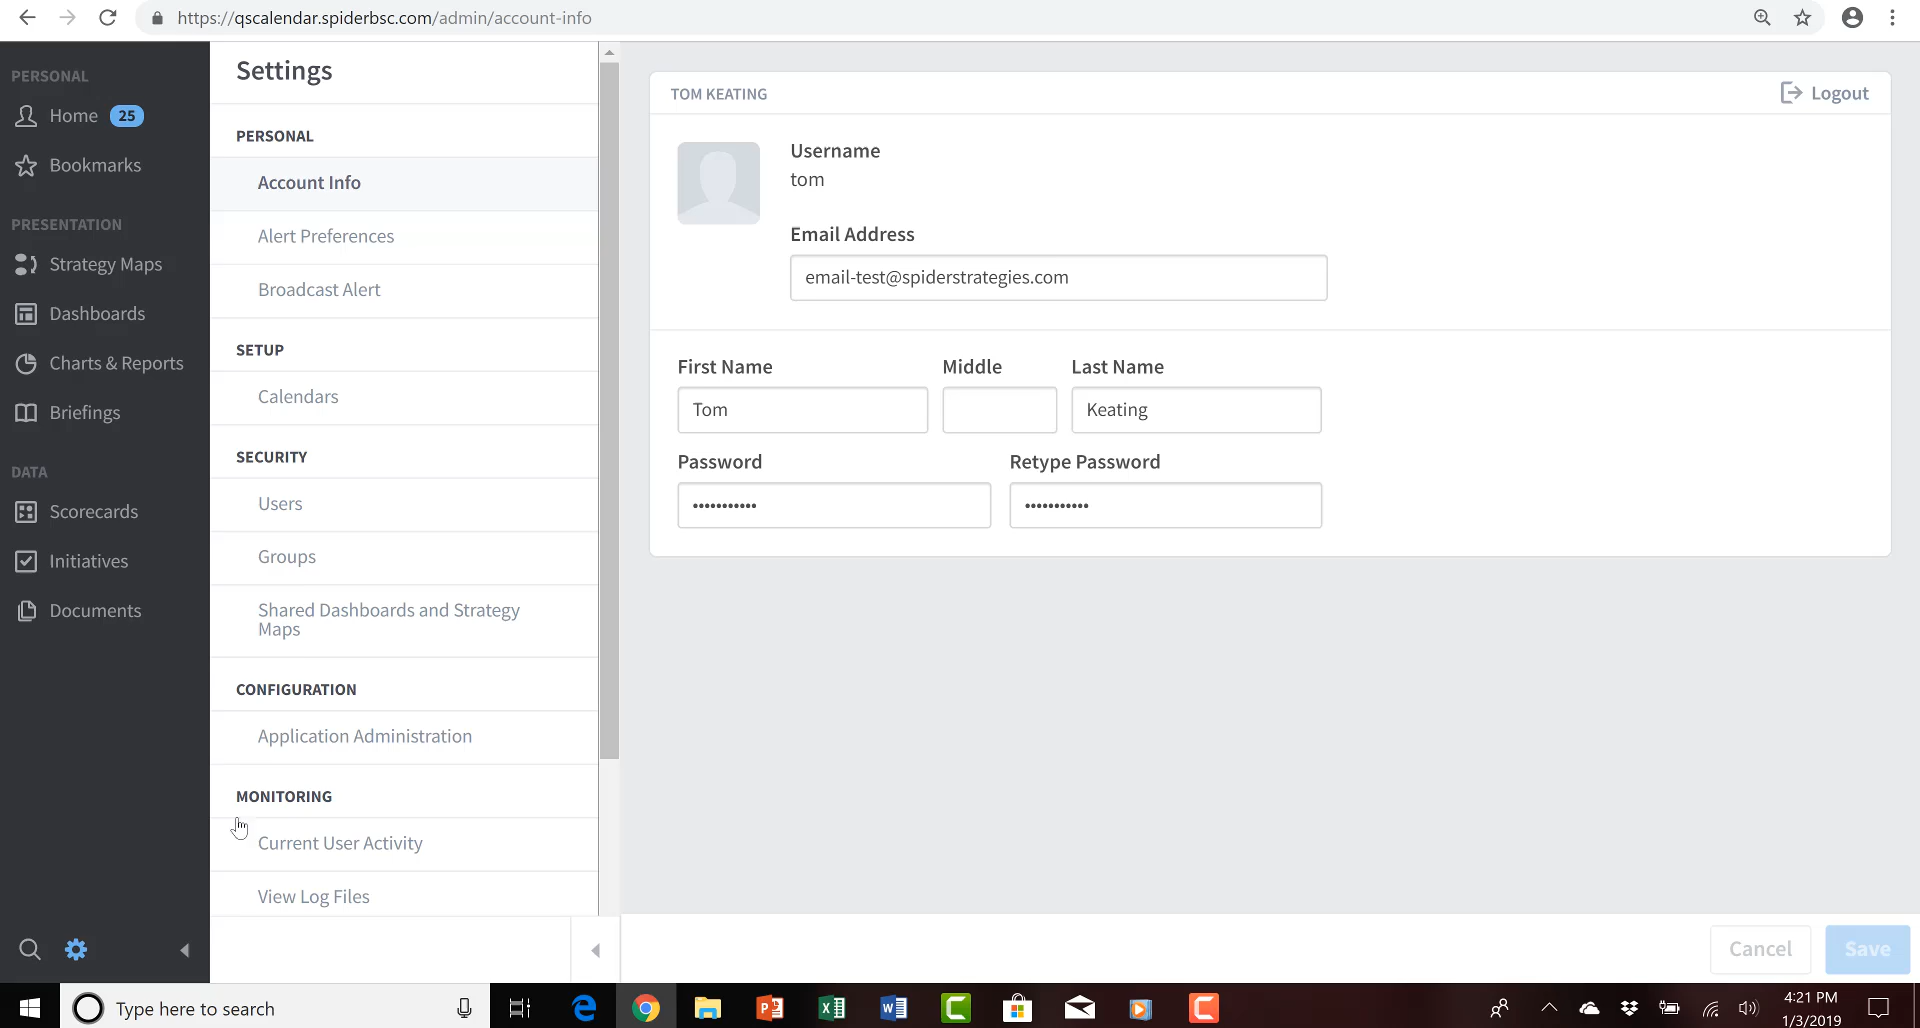 https://qscalendar.spiderbsc.com/admin/account-info
PERSONAL
Home 25
Bookmarks
PRESENTATION
Strategy Maps
Dashboards
Charts & Reports
Briefings
DATA
Scorecards
Initiatives
Documents
Settings
PERSONAL
Account Info
Alert Preferences
Broadcast Alert
SETUP
Calendars
SECURITY
Users
Groups
Shared Dashboards and Strategy
Maps
CONFIGURATION
Application Administration
MONITORING
Current User Activity
View Log Files
TOM KEATING
Logout
Username
tom
Email Address
email-test@spiderstrategies.com
First Name Middle Last Name
Tom Keating
Password Retype Password
••••••••••• •••••••••••
Cancel Save
Type here to search
4:21 PM
1/3/2019